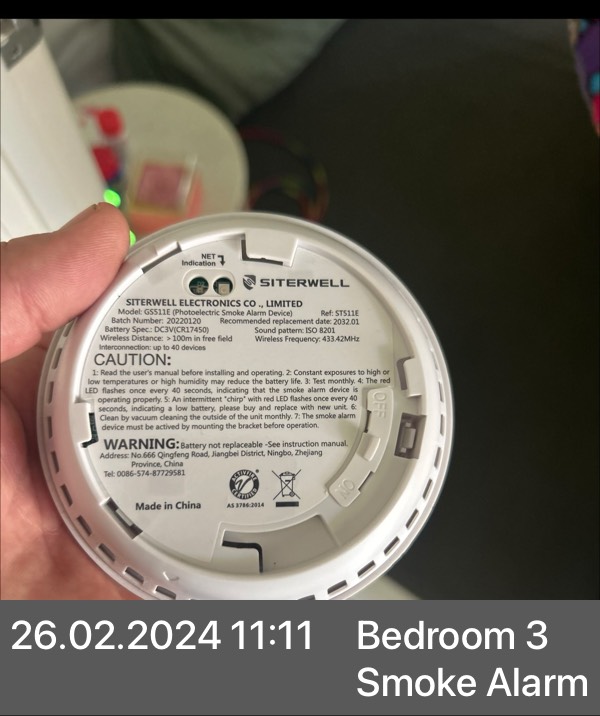 NET
Indication
SITERWELL
SITERWELL ELECTRONICS CO ., LIMITED
Model: GS511E (Photoelectric Smoke Alarm Device) Ref: ST511E
Batch Number: 20220120 Recommended replacement date: 2032.01
Battery Spec.: DC3V(CR17450) Sound pattern: ISO 8201
Wireless Distance: >100m in free field Wireless Frequency: 433.42MHz
Interconnection: up to 40 devices
CAUTION:
1: Read the user's manual before installing and operating. 2: Constant exposures to high or
low temperatures or high humidity may reduce the battery life. 3: Test monthly. 4: The red
LED flashes once every 40 seconds, indicating that the smoke alarm device is
operating properly. 5: An intermittent "chirp" with red LED flashes once every 40
seconds, indicating a low battery, please buy and replace with new unit. 6:
Clean by vacuum cleaning the outside of the unit monthly. 7: The smoke alarm
device must be actived by mounting the bracket before operation.
OFF
WARNING: Battery not replaceable -See instruction manual.
Address: No.666 Qingfeng Road, Jiangbei District, Ningbo, Zhejiang
Province, China
Tel: 0086-574-87729581
ON
Made in China
AS 3786:2014
26.02.2024 11:11 Bedroom 3
Smoke Alarm